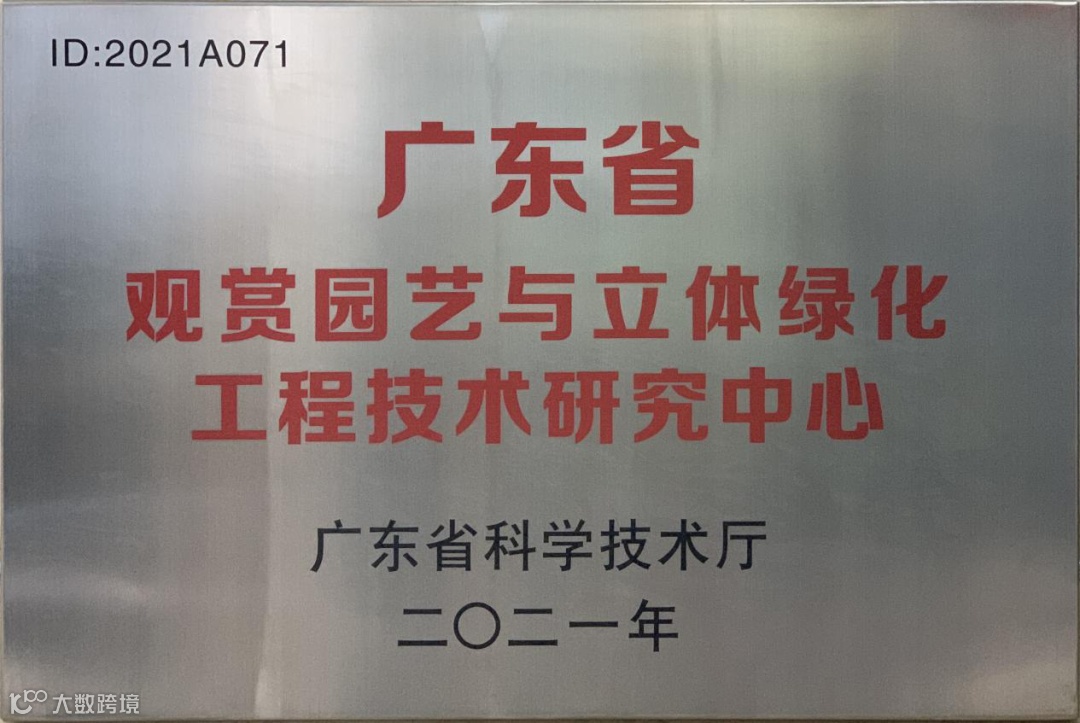 ID:2021A071
广东省
观赏园艺与立体绿化
工程技术研究中心
广东省科学技术厅
二〇二一年
大数跨境